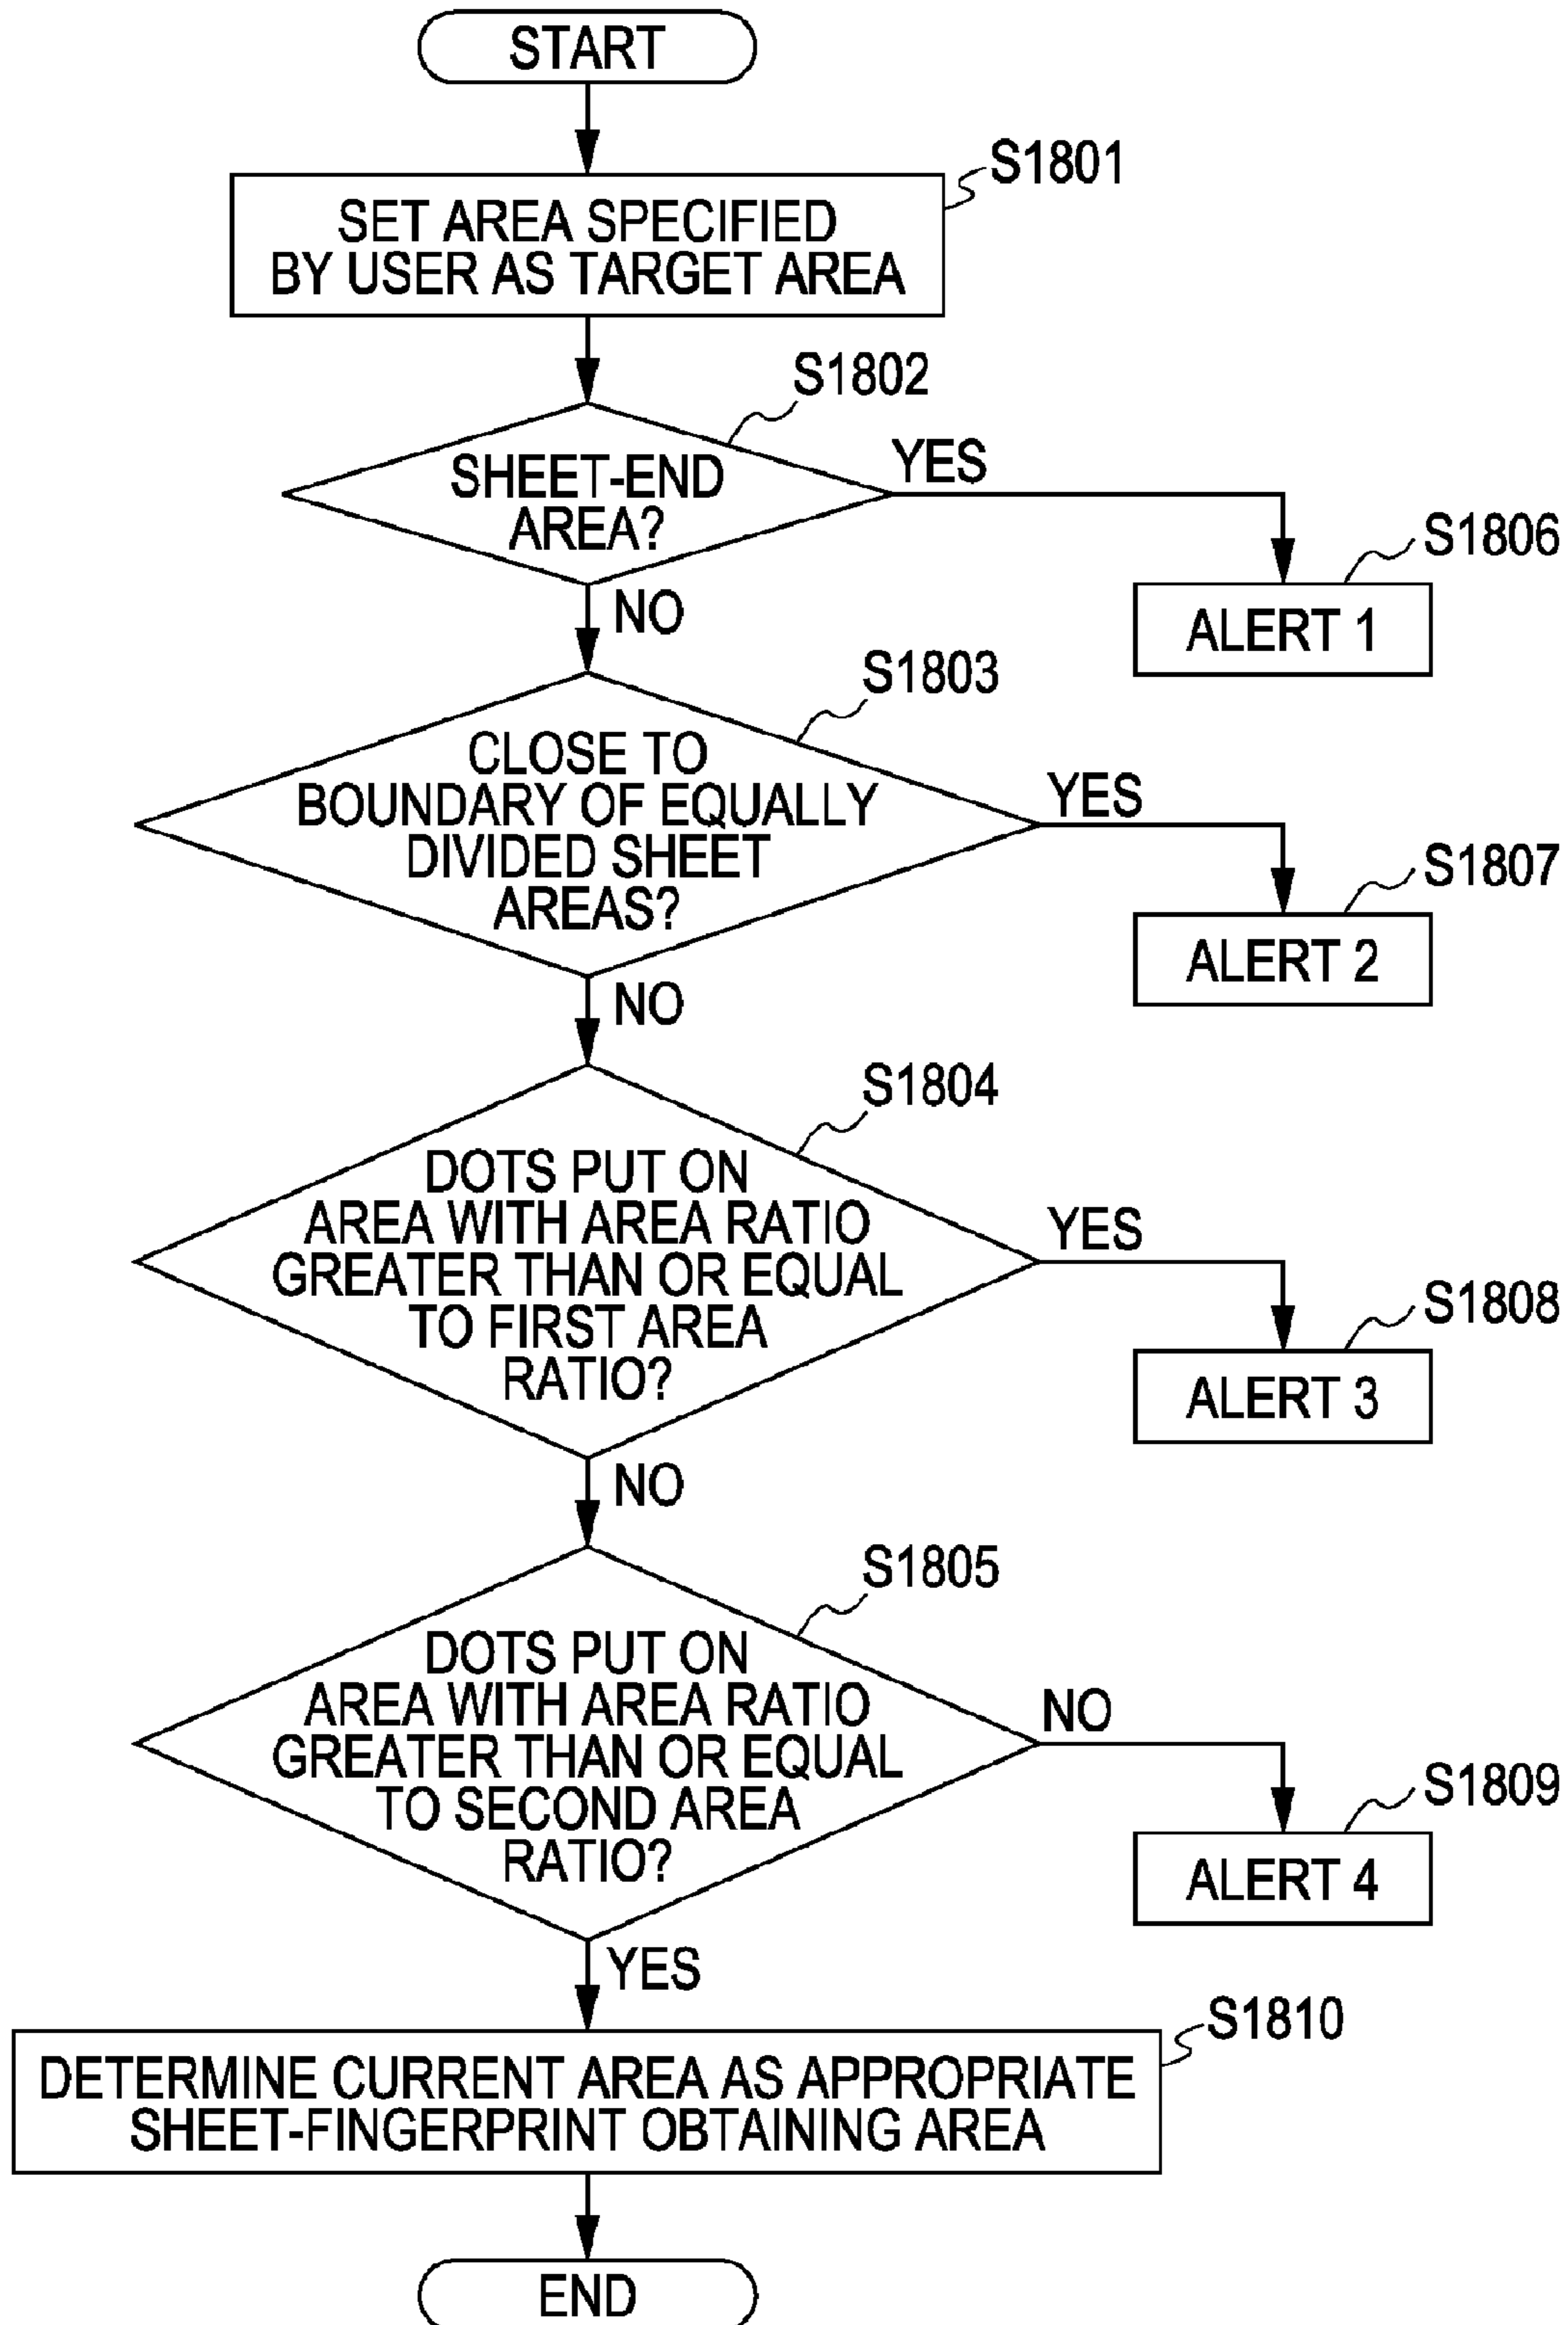 START
S1801
SET AREA SPECIFIED
BY USER AS TARGET AREA
S1802
SHEET-END
AREA?
YES
S1806
ALERT 1
NO
S1803
CLOSE TO
BOUNDARY OF EQUALLY
DIVIDED SHEET
AREAS?
YES
S1807
ALERT 2
NO
S1804
DOTS PUT ON
AREA WITH AREA RATIO
GREATER THAN OR EQUAL
TO FIRST AREA
RATIO?
YES
S1808
ALERT 3
NO
S1805
DOTS PUT ON
AREA WITH AREA RATIO
GREATER THAN OR EQUAL
TO SECOND AREA
RATIO?
NO
S1809
ALERT 4
YES
S1810
DETERMINE CURRENT AREA AS APPROPRIATE
SHEET-FINGERPRINT OBTAINING AREA
END